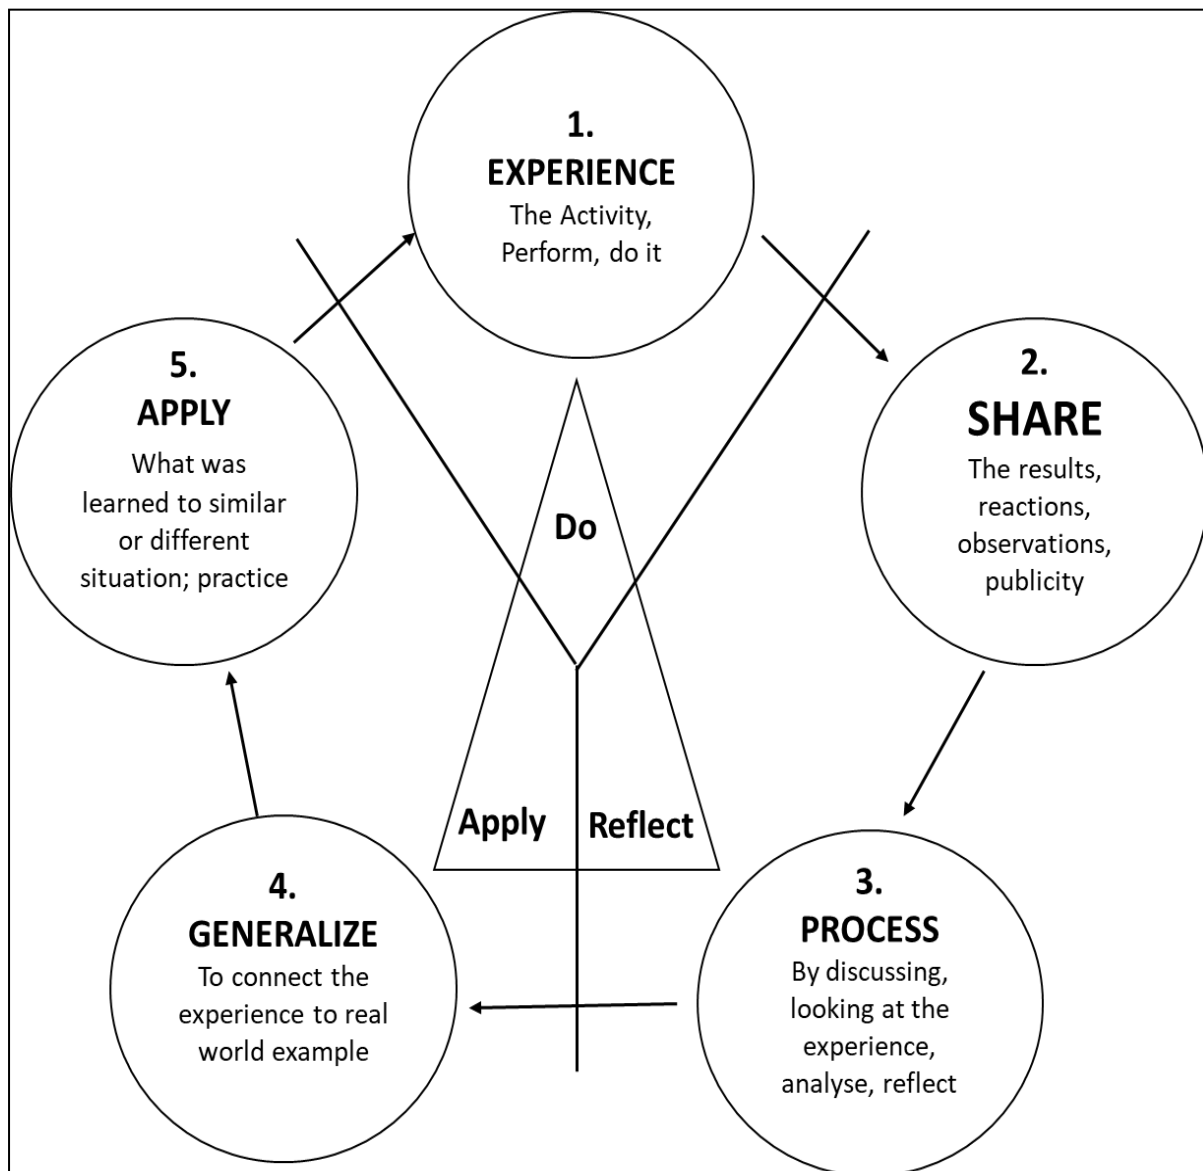 1.
EXPERIENCE
The Activity,
Perform, do it
2.
SHARE
The results,
reactions,
observations,
publicity
3.
PROCESS
By discussing,
looking at the
experience,
analyse, reflect
4.
GENERALIZE
To connect the
experience to real
world example
5.
APPLY
What was
learned to similar
or different
situation; practice
Do
Apply
Reflect